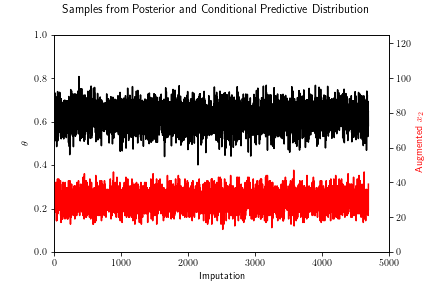 Samples from Posterior and Conditional Predictive Distribution
1.0
0.8
0.6
0.4
0.2
0.0
θ
0 1000 2000 3000 4000 5000
Imputation
120
100
80
60
40
20
0
Augmented x₂